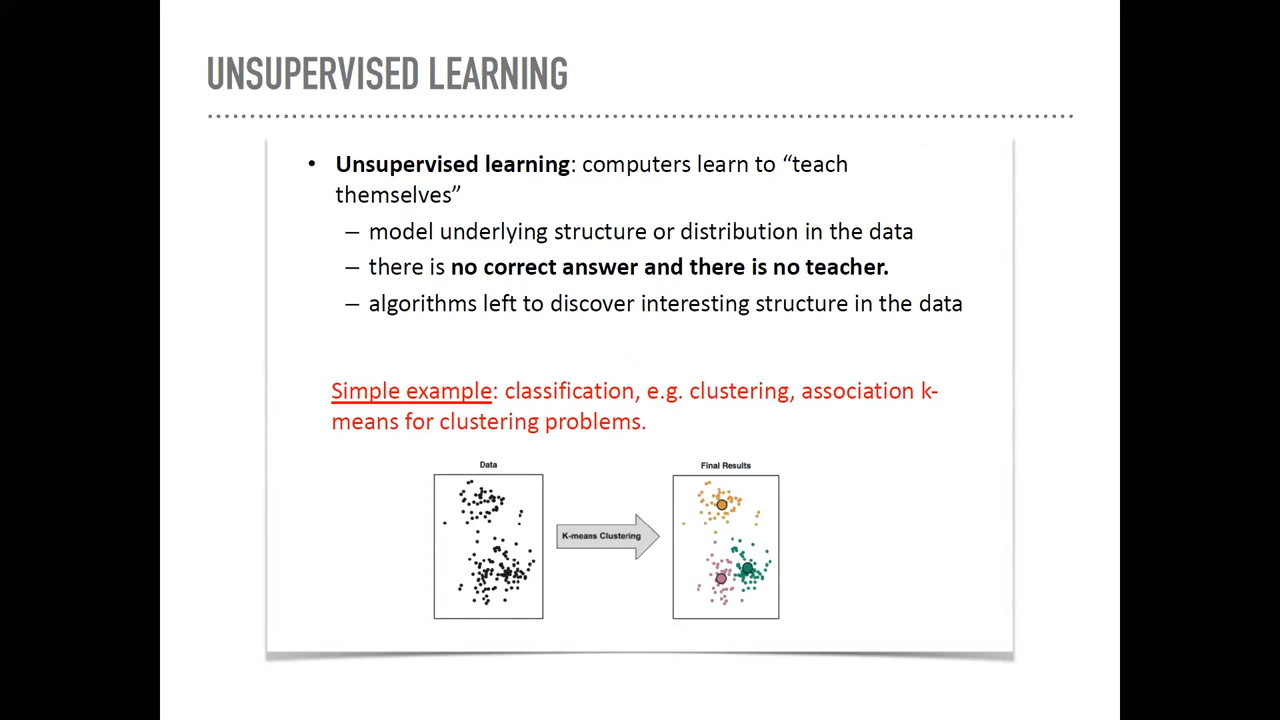 UNSUPERVISED LEARNING
• Unsupervised learning: computers learn to “teach
themselves”
– model underlying structure or distribution in the data
– there is no correct answer and there is no teacher.
– algorithms left to discover interesting structure in the data
Simple example: classification, e.g. clustering, association k-
means for clustering problems.
Data
Final Results
K-means Clustering